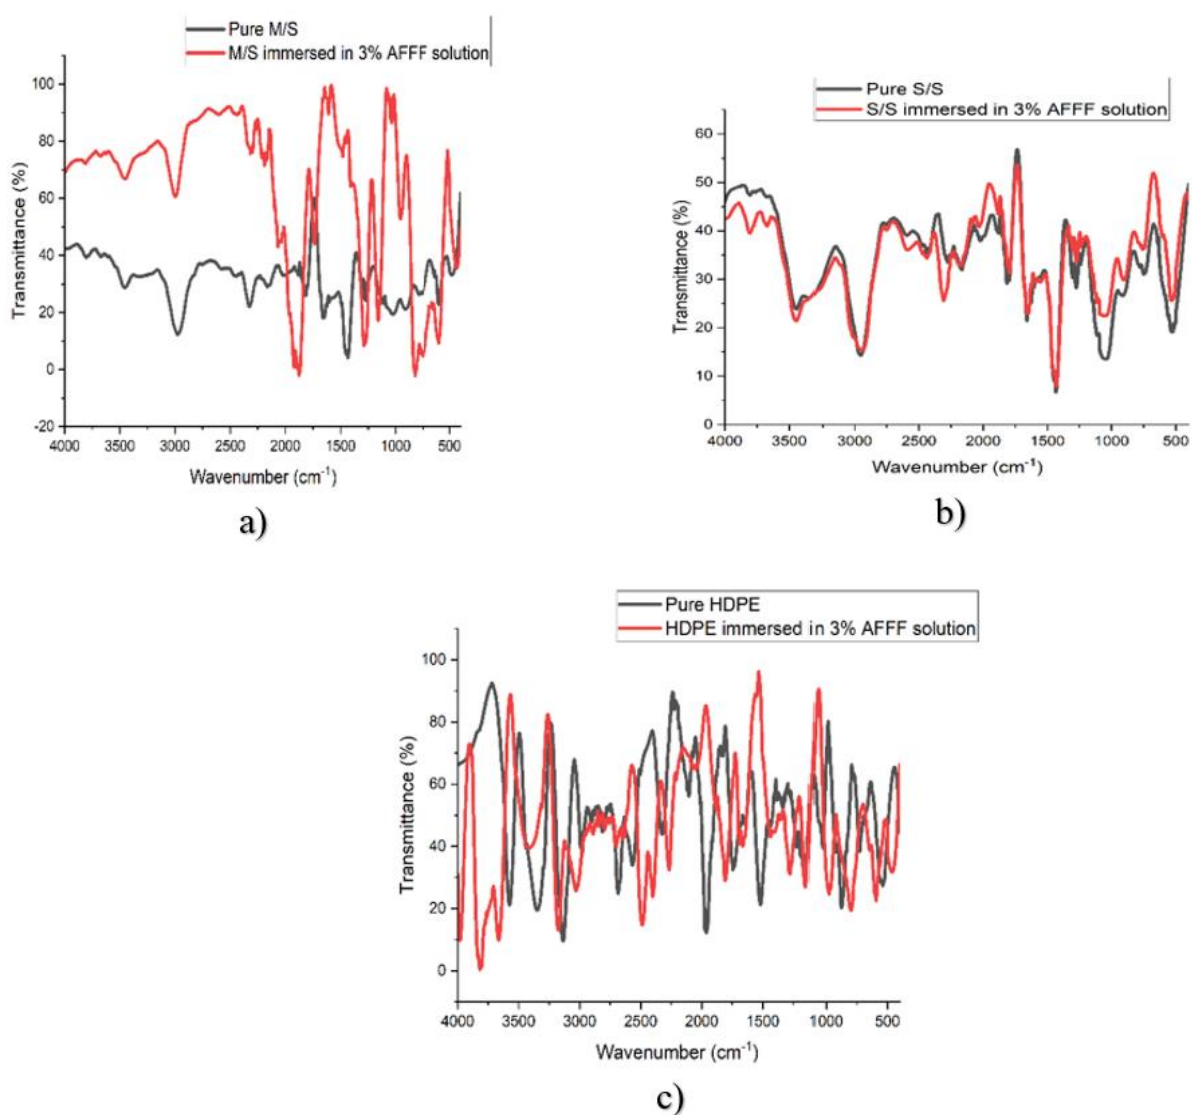 Pure M/S
M/S immersed in 3% AFFF solution
100
80
60
40
20
0
-20
Transmittance (%)
4000 3500 3000 2500 2000 1500 1000 500
Wavenumber (cm⁻¹)
a)
Pure S/S
S/S immersed in 3% AFFF solution
60
50
40
30
20
10
0
Transmittance (%)
4000 3500 3000 2500 2000 1500 1000 500
Wavenumber (cm⁻¹)
b)
Pure HDPE
HDPE immersed in 3% AFFF solution
100
80
60
40
20
0
Transmittance (%)
4000 3500 3000 2500 2000 1500 1000 500
Wavenumber (cm⁻¹)
c)